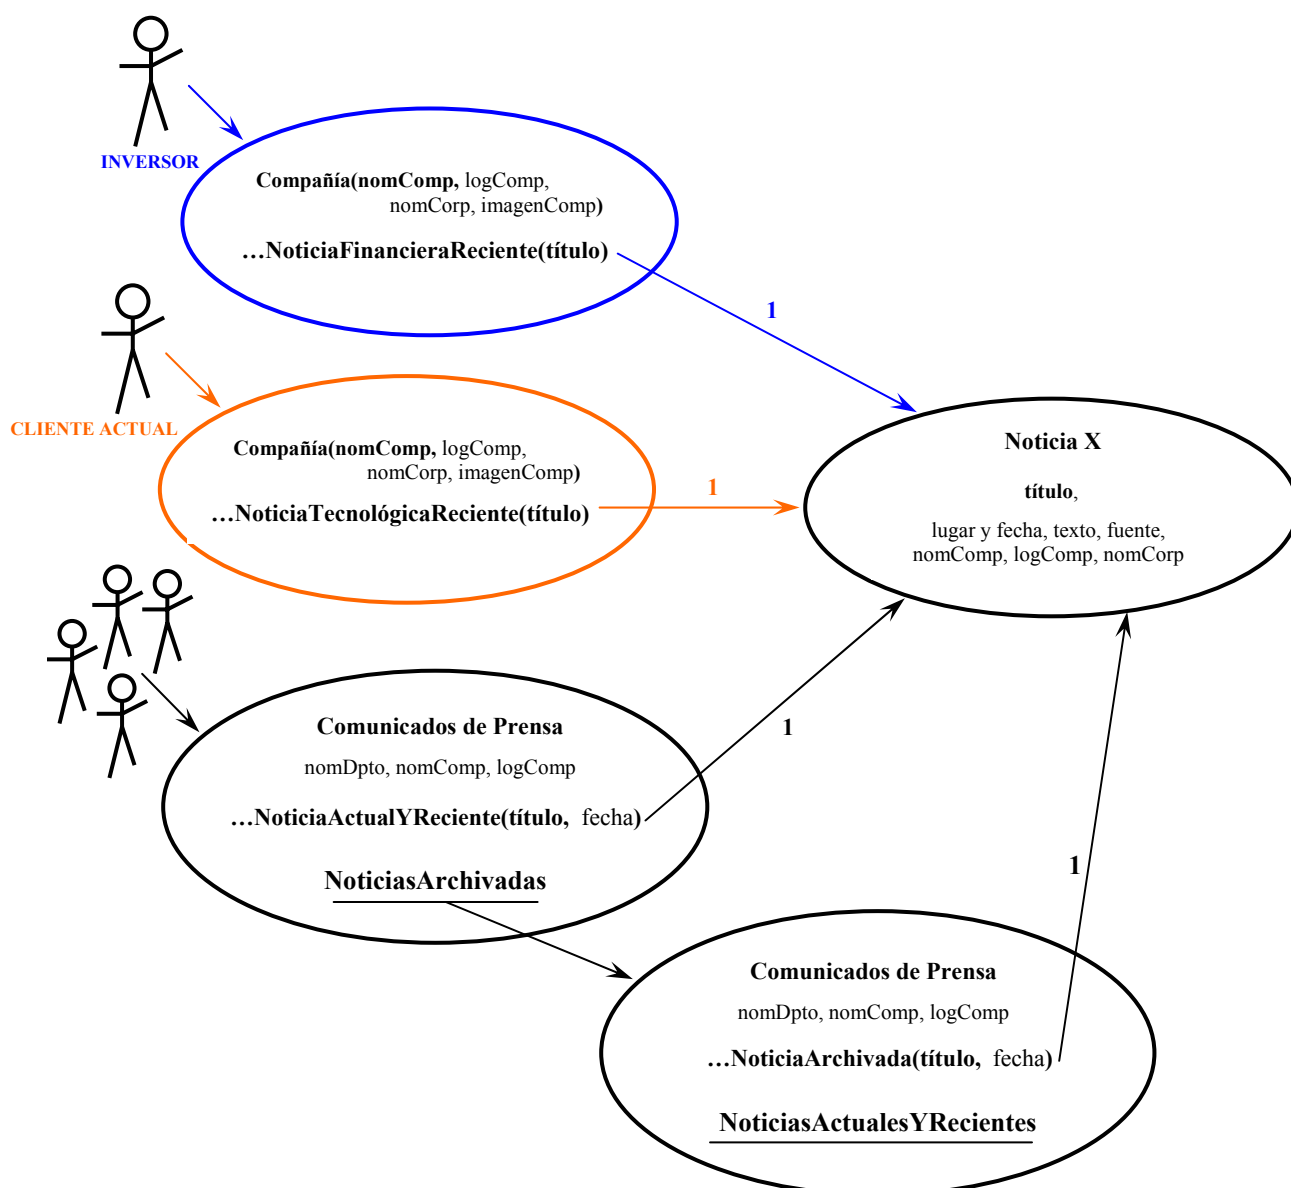 INVERSOR
Compañía(nomComp, logComp,
nomCorp, imagenComp)
…NoticiaFinancieraReciente(título)
1
CLIENTE ACTUAL
Compañía(nomComp, logComp,
nomCorp, imagenComp)
…NoticiaTecnológicaReciente(título)
1
Noticia X
título,
lugar y fecha, texto, fuente,
nomComp, logComp, nomCorp
Comunicados de Prensa
nomDpto, nomComp, logComp
…NoticiaActualYReciente(título, fecha)
NoticiasArchivadas
1
1
Comunicados de Prensa
nomDpto, nomComp, logComp
…NoticiaArchivada(título, fecha)
NoticiasActualesYRecientes